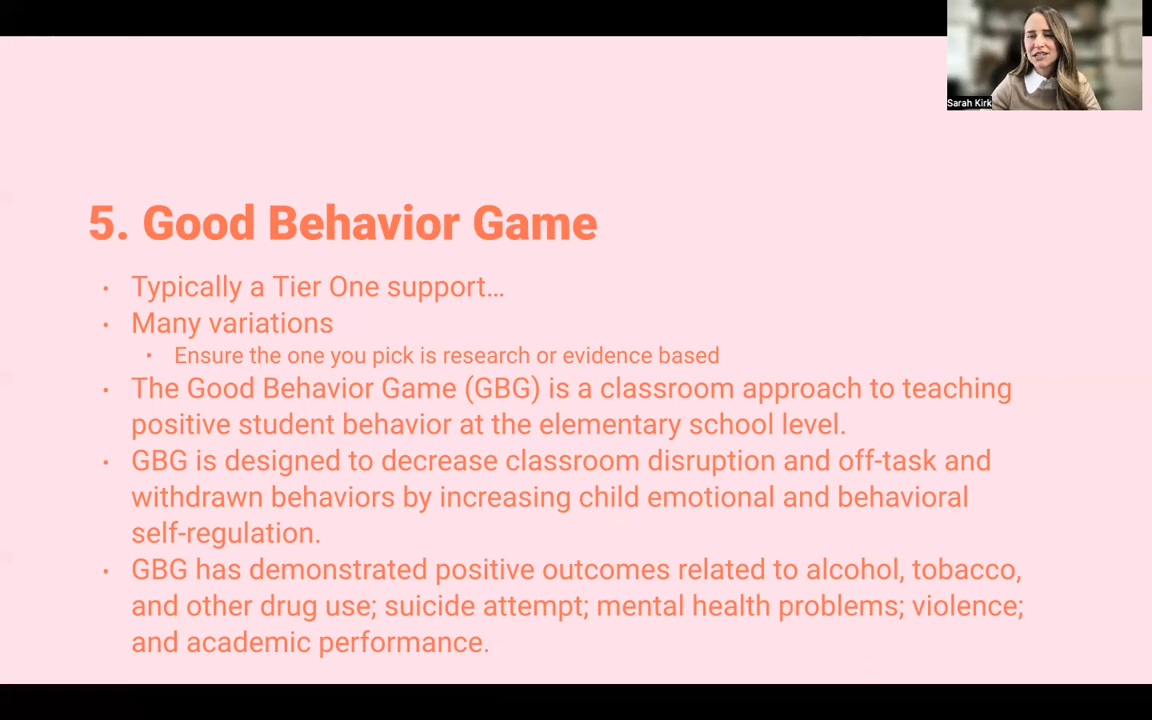 Sarah Kirk
5. Good Behavior Game
• Typically a Tier One support…
• Many variations
• Ensure the one you pick is research or evidence based
• The Good Behavior Game (GBG) is a classroom approach to teaching
positive student behavior at the elementary school level.
• GBG is designed to decrease classroom disruption and off-task and
withdrawn behaviors by increasing child emotional and behavioral
self-regulation.
• GBG has demonstrated positive outcomes related to alcohol, tobacco,
and other drug use; suicide attempt; mental health problems; violence;
and academic performance.